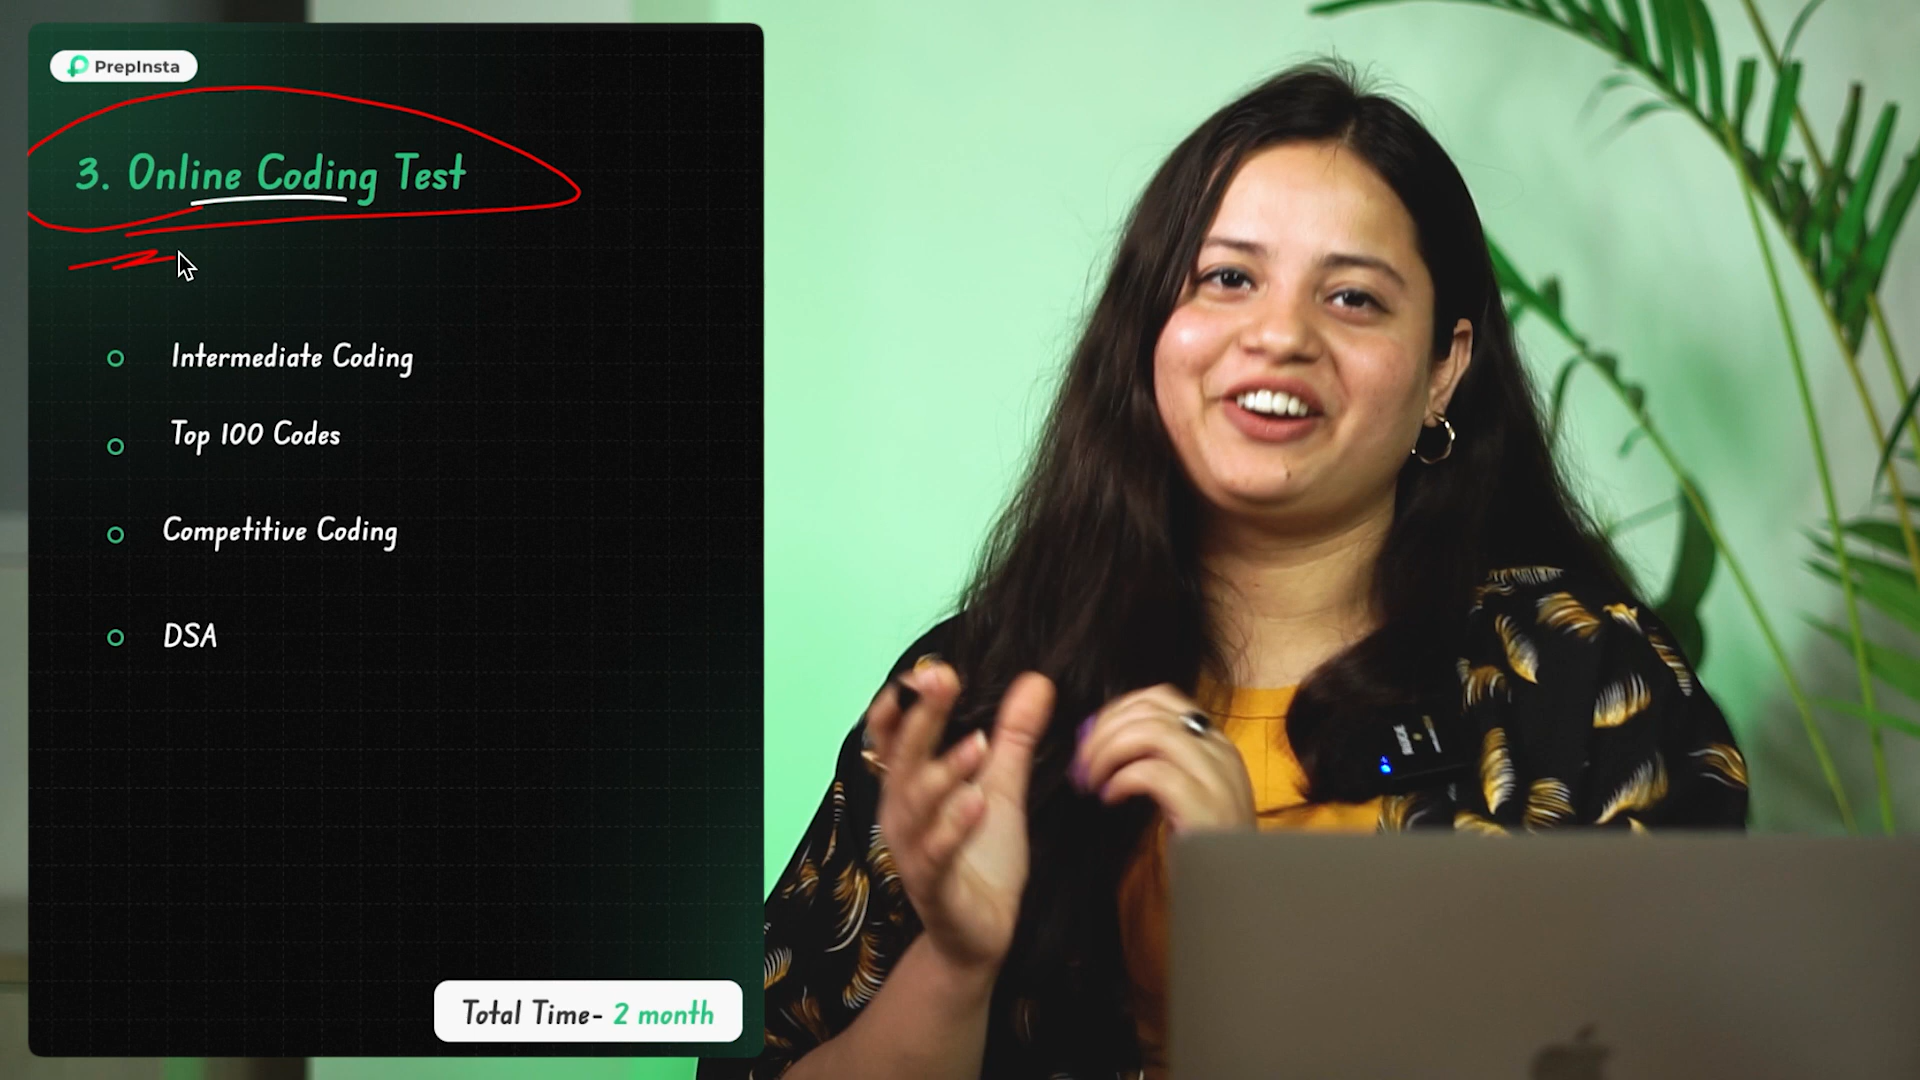 PrepInsta
3. Online Coding Test
Intermediate Coding
Top 100 Codes
Competitive Coding
DSA
Total Time- 2 month